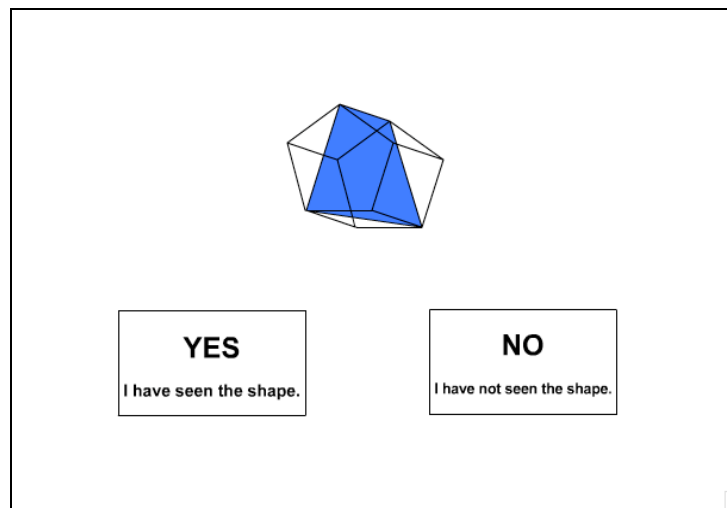 YES
I have seen the shape.
NO
I have not seen the shape.